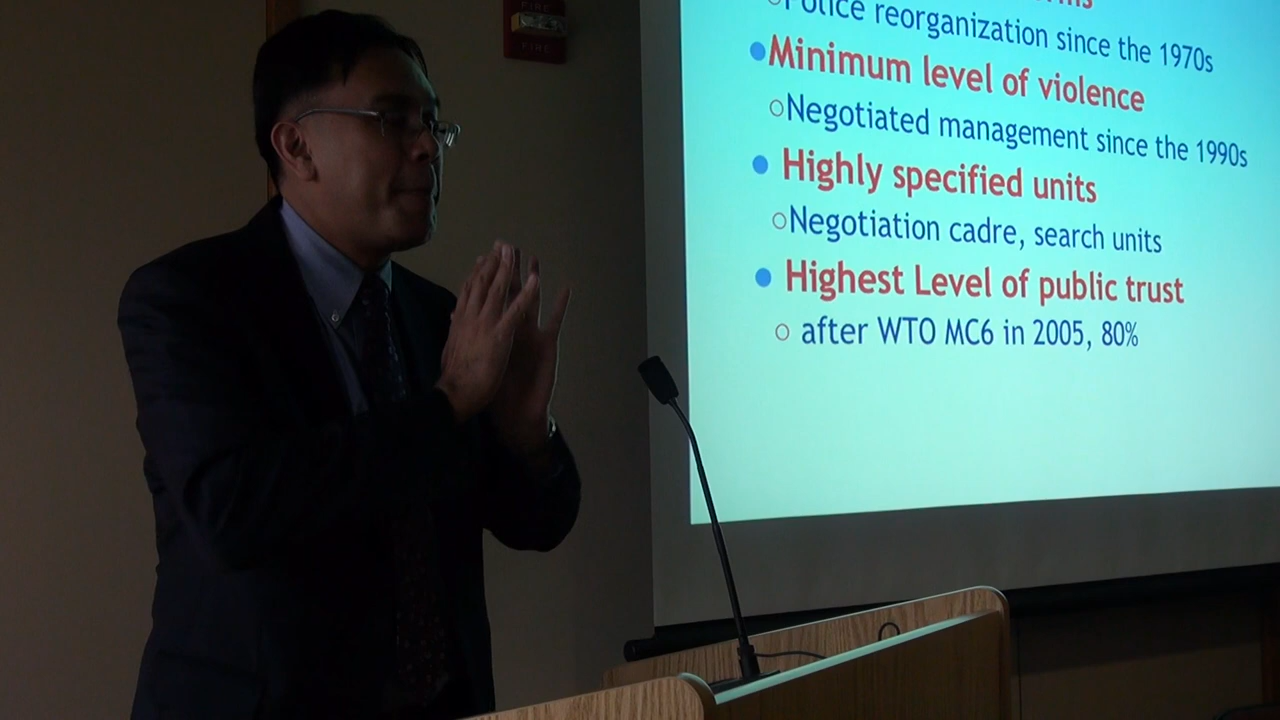 FIRE
FIRE
Police reorganization since the 1970s
Minimum level of violence
Negotiated management since the 1990s
Highly specified units
Negotiation cadre, search units
Highest Level of public trust
after WTO MC6 in 2005, 80%